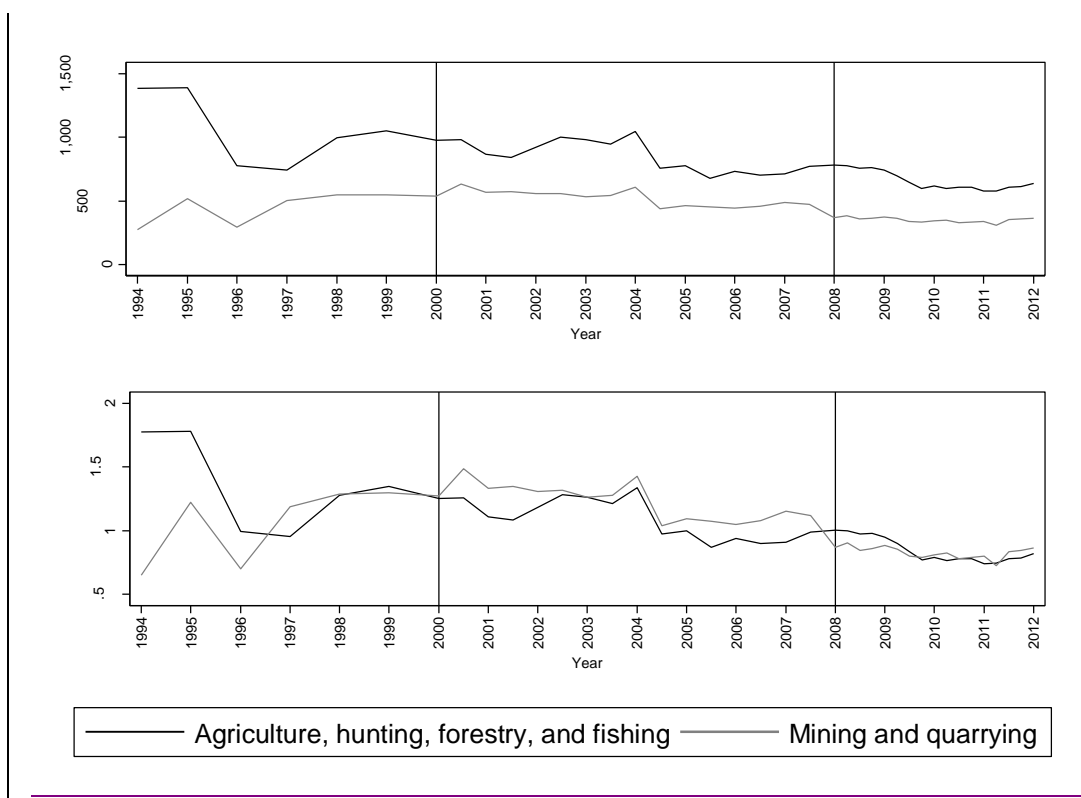 1,500
1,000
500
0
1994 1995 1996 1997 1998 1999 2000 2001 2002 2003 2004 2005 2006 2007 2008 2009 2010 2011 2012
Year
2
1.5
1
.5
1994 1995 1996 1997 1998 1999 2000 2001 2002 2003 2004 2005 2006 2007 2008 2009 2010 2011 2012
Year
Agriculture, hunting, forestry, and fishing Mining and quarrying